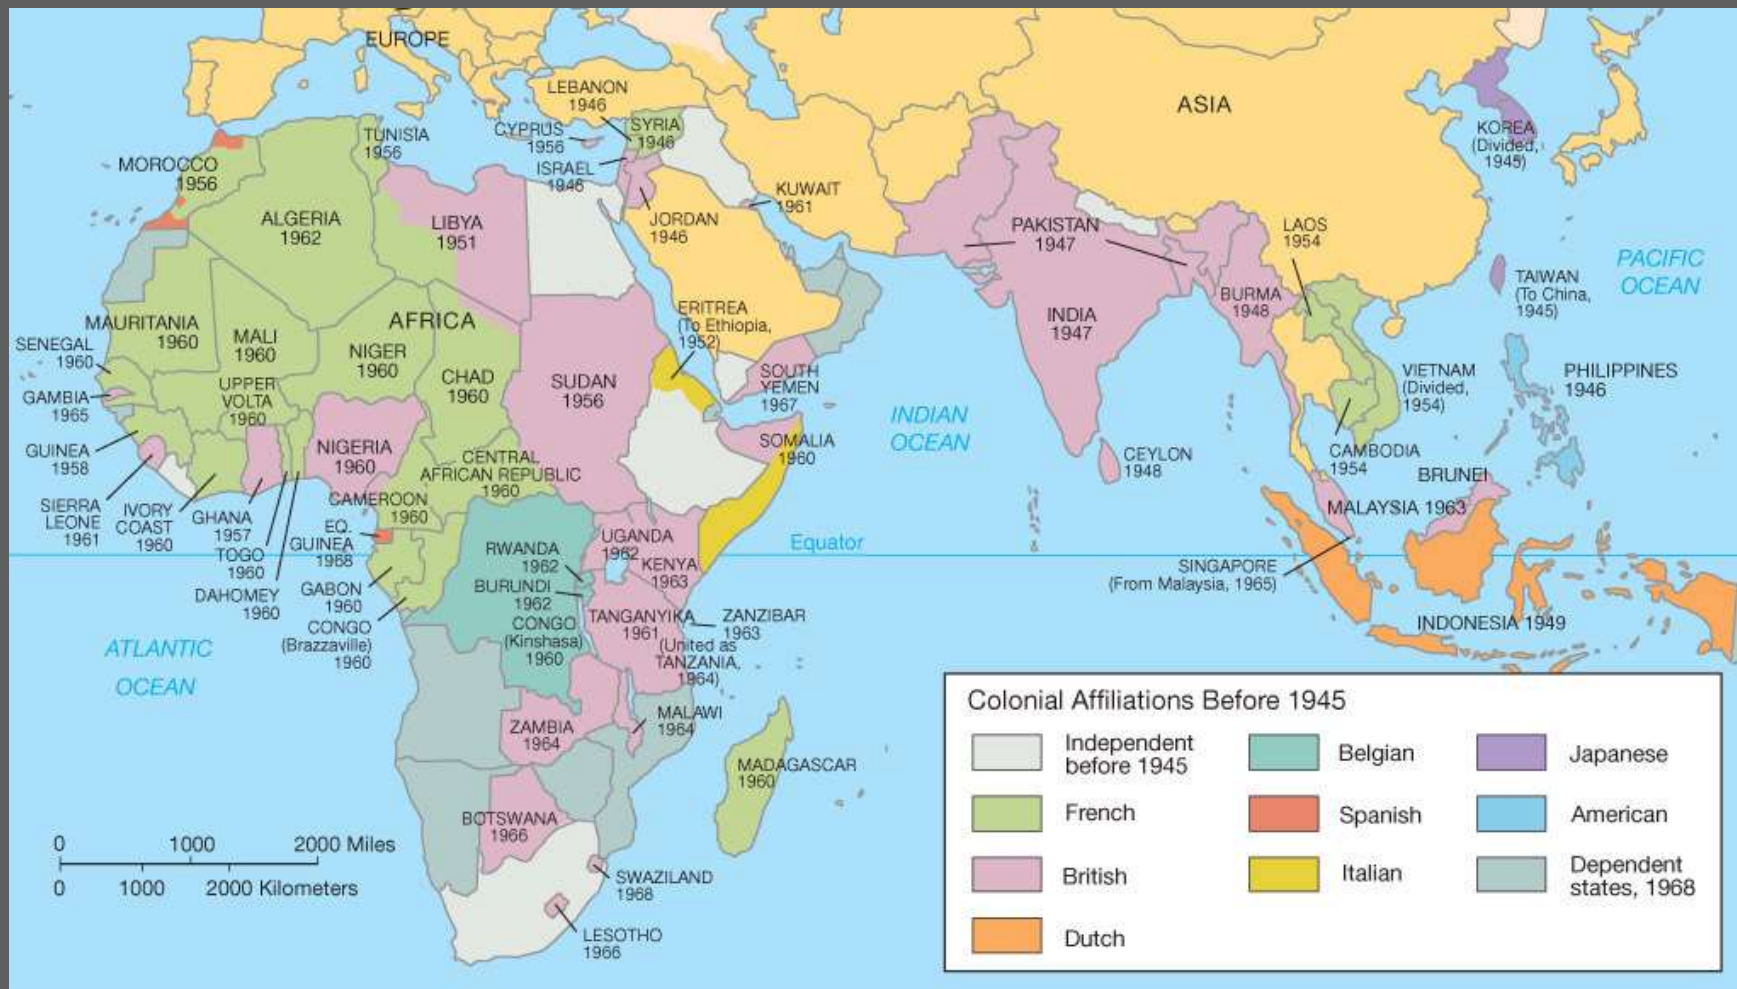 EUROPE
ASIA
LEBANON
1946
CYPRUS
1956
SYRIA
1946
ISRAEL
1946
TUNISIA
1956
MOROCCO
1956
ALGERIA
1962
LIBYA
1951
JORDAN
1946
KUWAIT
1961
PAKISTAN
1947
LAOS
1954
KOREA
(Divided,
1945)
PACIFIC
OCEAN
TAIWAN
(To China,
1945)
INDIA
1947
BURMA
1948
ERITREA
(To Ethiopia,
1952)
AFRICA
MAURITANIA
1960
MALI
1960
NIGER
1960
CHAD
1960
SUDAN
1956
SENEGAL
1960
GAMBIA
1965
UPPER
VOLTA
1960
SOUTH
YEMEN
1967
INDIAN
OCEAN
VIETNAM
(Divided,
1954)
PHILIPPINES
1946
GUINEA
1958
NIGERIA
1960
CENTRAL
AFRICAN REPUBLIC
1960
SOMALIA
1960
CEYLON
1948
CAMBODIA
1954
BRUNEI
MALAYSIA 1963
SIERRA
LEONE
1961
IVORY
COAST
1960
GHANA
1957
TOGO
1960
DAHOMEY
1960
CAMEROON
1960
EQ.
GUINEA
1968
GABON
1960
CONGO
(Brazzaville)
1960
RWANDA
1962
BURUNDI
1962
CONGO
(Kinshasa)
1960
UGANDA
1962
KENYA
1963
Equator
SINGAPORE
(From Malaysia, 1965)
TANGANYIKA
1961
(United as
TANZANIA,
1964)
ZANZIBAR
1963
INDONESIA 1949
ATLANTIC
OCEAN
ZAMBIA
1964
MALAWI
1964
MADAGASCAR
1960
BOTSWANA
1966
SWAZILAND
1968
LESOTHO
1966
0 1000 2000 Miles
0 1000 2000 Kilometers
Colonial Affiliations Before 1945
Independent
before 1945
French
British
Dutch
Belgian
Spanish
Italian
Japanese
American
Dependent
states, 1968